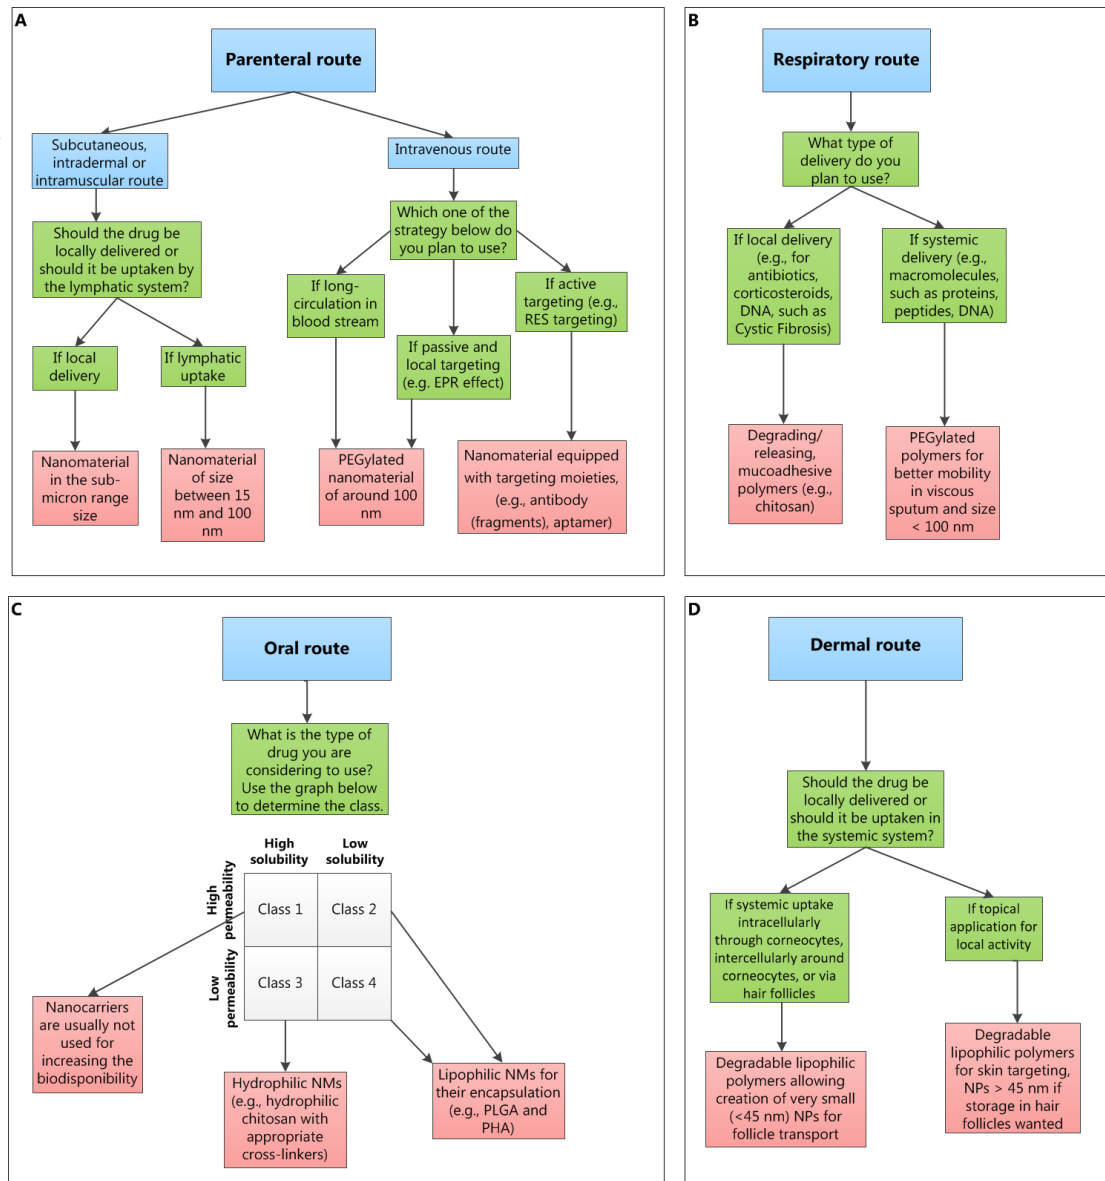 A
Parenteral route
Subcutaneous,
intradermal or
intramuscular route
Intravenous route
Should the drug be
locally delivered or
should it be uptaken by
the lymphatic system?
Which one of the
strategy below do
you plan to use?
If local
delivery
If lymphatic
uptake
If long-
circulation in
blood stream
If passive and
local targeting
(e.g. EPR effect)
If active
targeting (e.g.,
RES targeting)
Nanomaterial
in the sub-
micron range
size
Nanomaterial
of size
between 15
nm and 100
nm
PEGylated
nanomaterial
of around 100
nm
Nanomaterial equipped
with targeting moieties,
(e.g., antibody
(fragments), aptamer)
B
Respiratory route
What type of
delivery do you
plan to use?
If local delivery
(e.g., for
antibiotics,
corticosteroids,
DNA, such as
Cystic Fibrosis)
If systemic
delivery (e.g.,
macromolecules,
such as proteins,
peptides, DNA)
Degrading/
releasing,
mucoadhesive
polymers (e.g.,
chitosan)
PEGylated
polymers for
better mobility
in viscous
sputum and size
< 100 nm
C
Oral route
What is the type of
drug you are
considering to use?
Use the graph below
to determine the class.
High
solubility
Low
solubility
High
permeability
Low
permeability
Class 1
Class 2
Class 3
Class 4
Nanocarriers
are usually not
used for
increasing the
biodisponibility
Hydrophilic NMs
(e.g., hydrophilic
chitosan with
appropriate
cross-linkers)
Lipophilic NMs for
their encapsulation
(e.g., PLGA and
PHA)
D
Dermal route
Should the drug be
locally delivered or
should it be uptaken in
the systemic system?
If systemic uptake
intracellularly
through corneocytes,
intercellularly around
corneocytes, or via
hair follicles
If topical
application for
local activity
Degradable lipophilic
polymers allowing
creation of very small
(<45 nm) NPs for
follicle transport
Degradable
lipophilic polymers
for skin targeting,
NPs > 45 nm if
storage in hair
follicles wanted